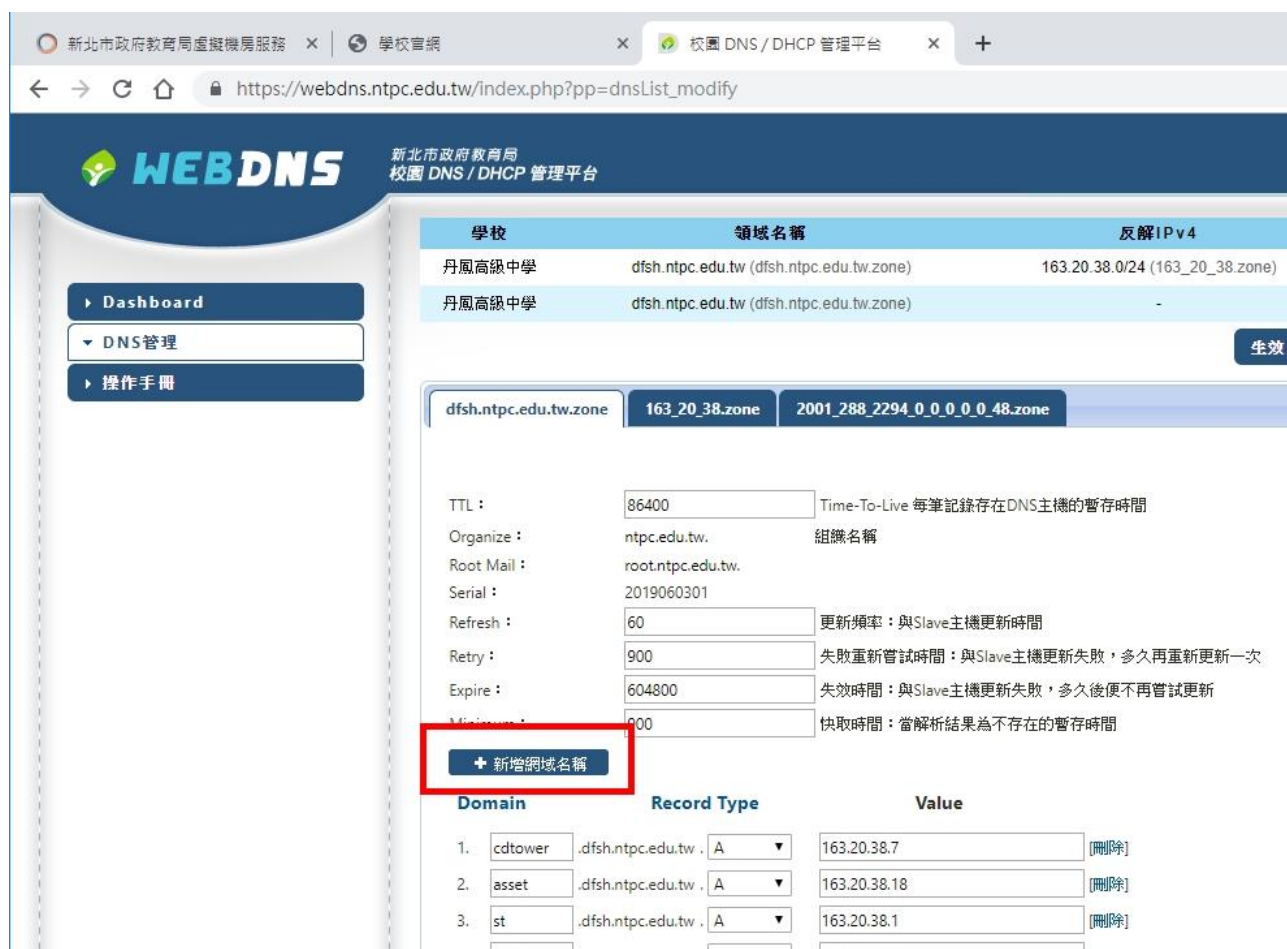 新北市政府教育局虛擬機房服務 × 學校官網 × 校園 DNS / DHCP 管理平台 × +
https://webdns.ntpc.edu.tw/index.php?pp=dnsList_modify
WEBDNS
新北市政府教育局
校園 DNS / DHCP 管理平台
學校 領域名稱 反解IPv4
丹鳳高級中學 dfsh.ntpc.edu.tw (dfsh.ntpc.edu.tw.zone) 163.20.38.0/24 (163_20_38.zone)
丹鳳高級中學 dfsh.ntpc.edu.tw (dfsh.ntpc.edu.tw.zone) -
Dashboard
DNS管理
操作手冊
生效
dfsh.ntpc.edu.tw.zone 163_20_38.zone 2001_288_2294_0_0_0_0_0_48.zone
TTL： 86400 Time-To-Live 每筆記錄存在DNS主機的暫存時間
Organize： ntpc.edu.tw. 組織名稱
Root Mail： root.ntpc.edu.tw.
Serial： 2019060301
Refresh： 60 更新頻率：與Slave主機更新時間
Retry： 900 失敗重新嘗試時間：與Slave主機更新失敗，多久再重新更新一次
Expire： 604800 失效時間：與Slave主機更新失敗，多久後便不再嘗試更新
Minimum： 900 快取時間：當解析結果為不存在的暫存時間
+ 新增網域名稱
Domain Record Type Value
1. cdtower .dfsh.ntpc.edu.tw . A 163.20.38.7 [刪除]
2. asset .dfsh.ntpc.edu.tw . A 163.20.38.18 [刪除]
3. st .dfsh.ntpc.edu.tw . A 163.20.38.1 [刪除]